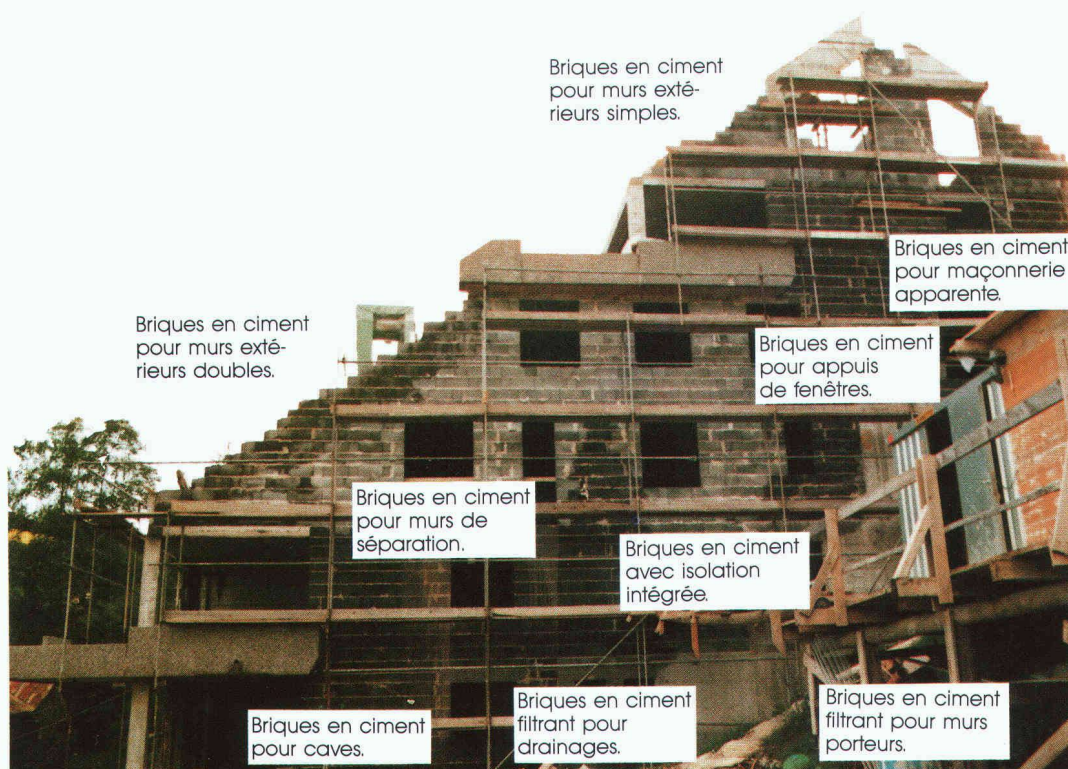 Briques en ciment
pour murs exté-
rieurs simples.
Briques en ciment
pour maçonnerie
apparente.
Briques en ciment
pour murs exté-
rieurs doubles.
Briques en ciment
pour appuis
de fenêtres.
Briques en ciment
pour murs de
séparation.
Briques en ciment
avec isolation
intégrée.
Briques en ciment
pour caves.
Briques en ciment
filtrant pour
drainages.
Briques en ciment
filtrant pour murs
porteurs.